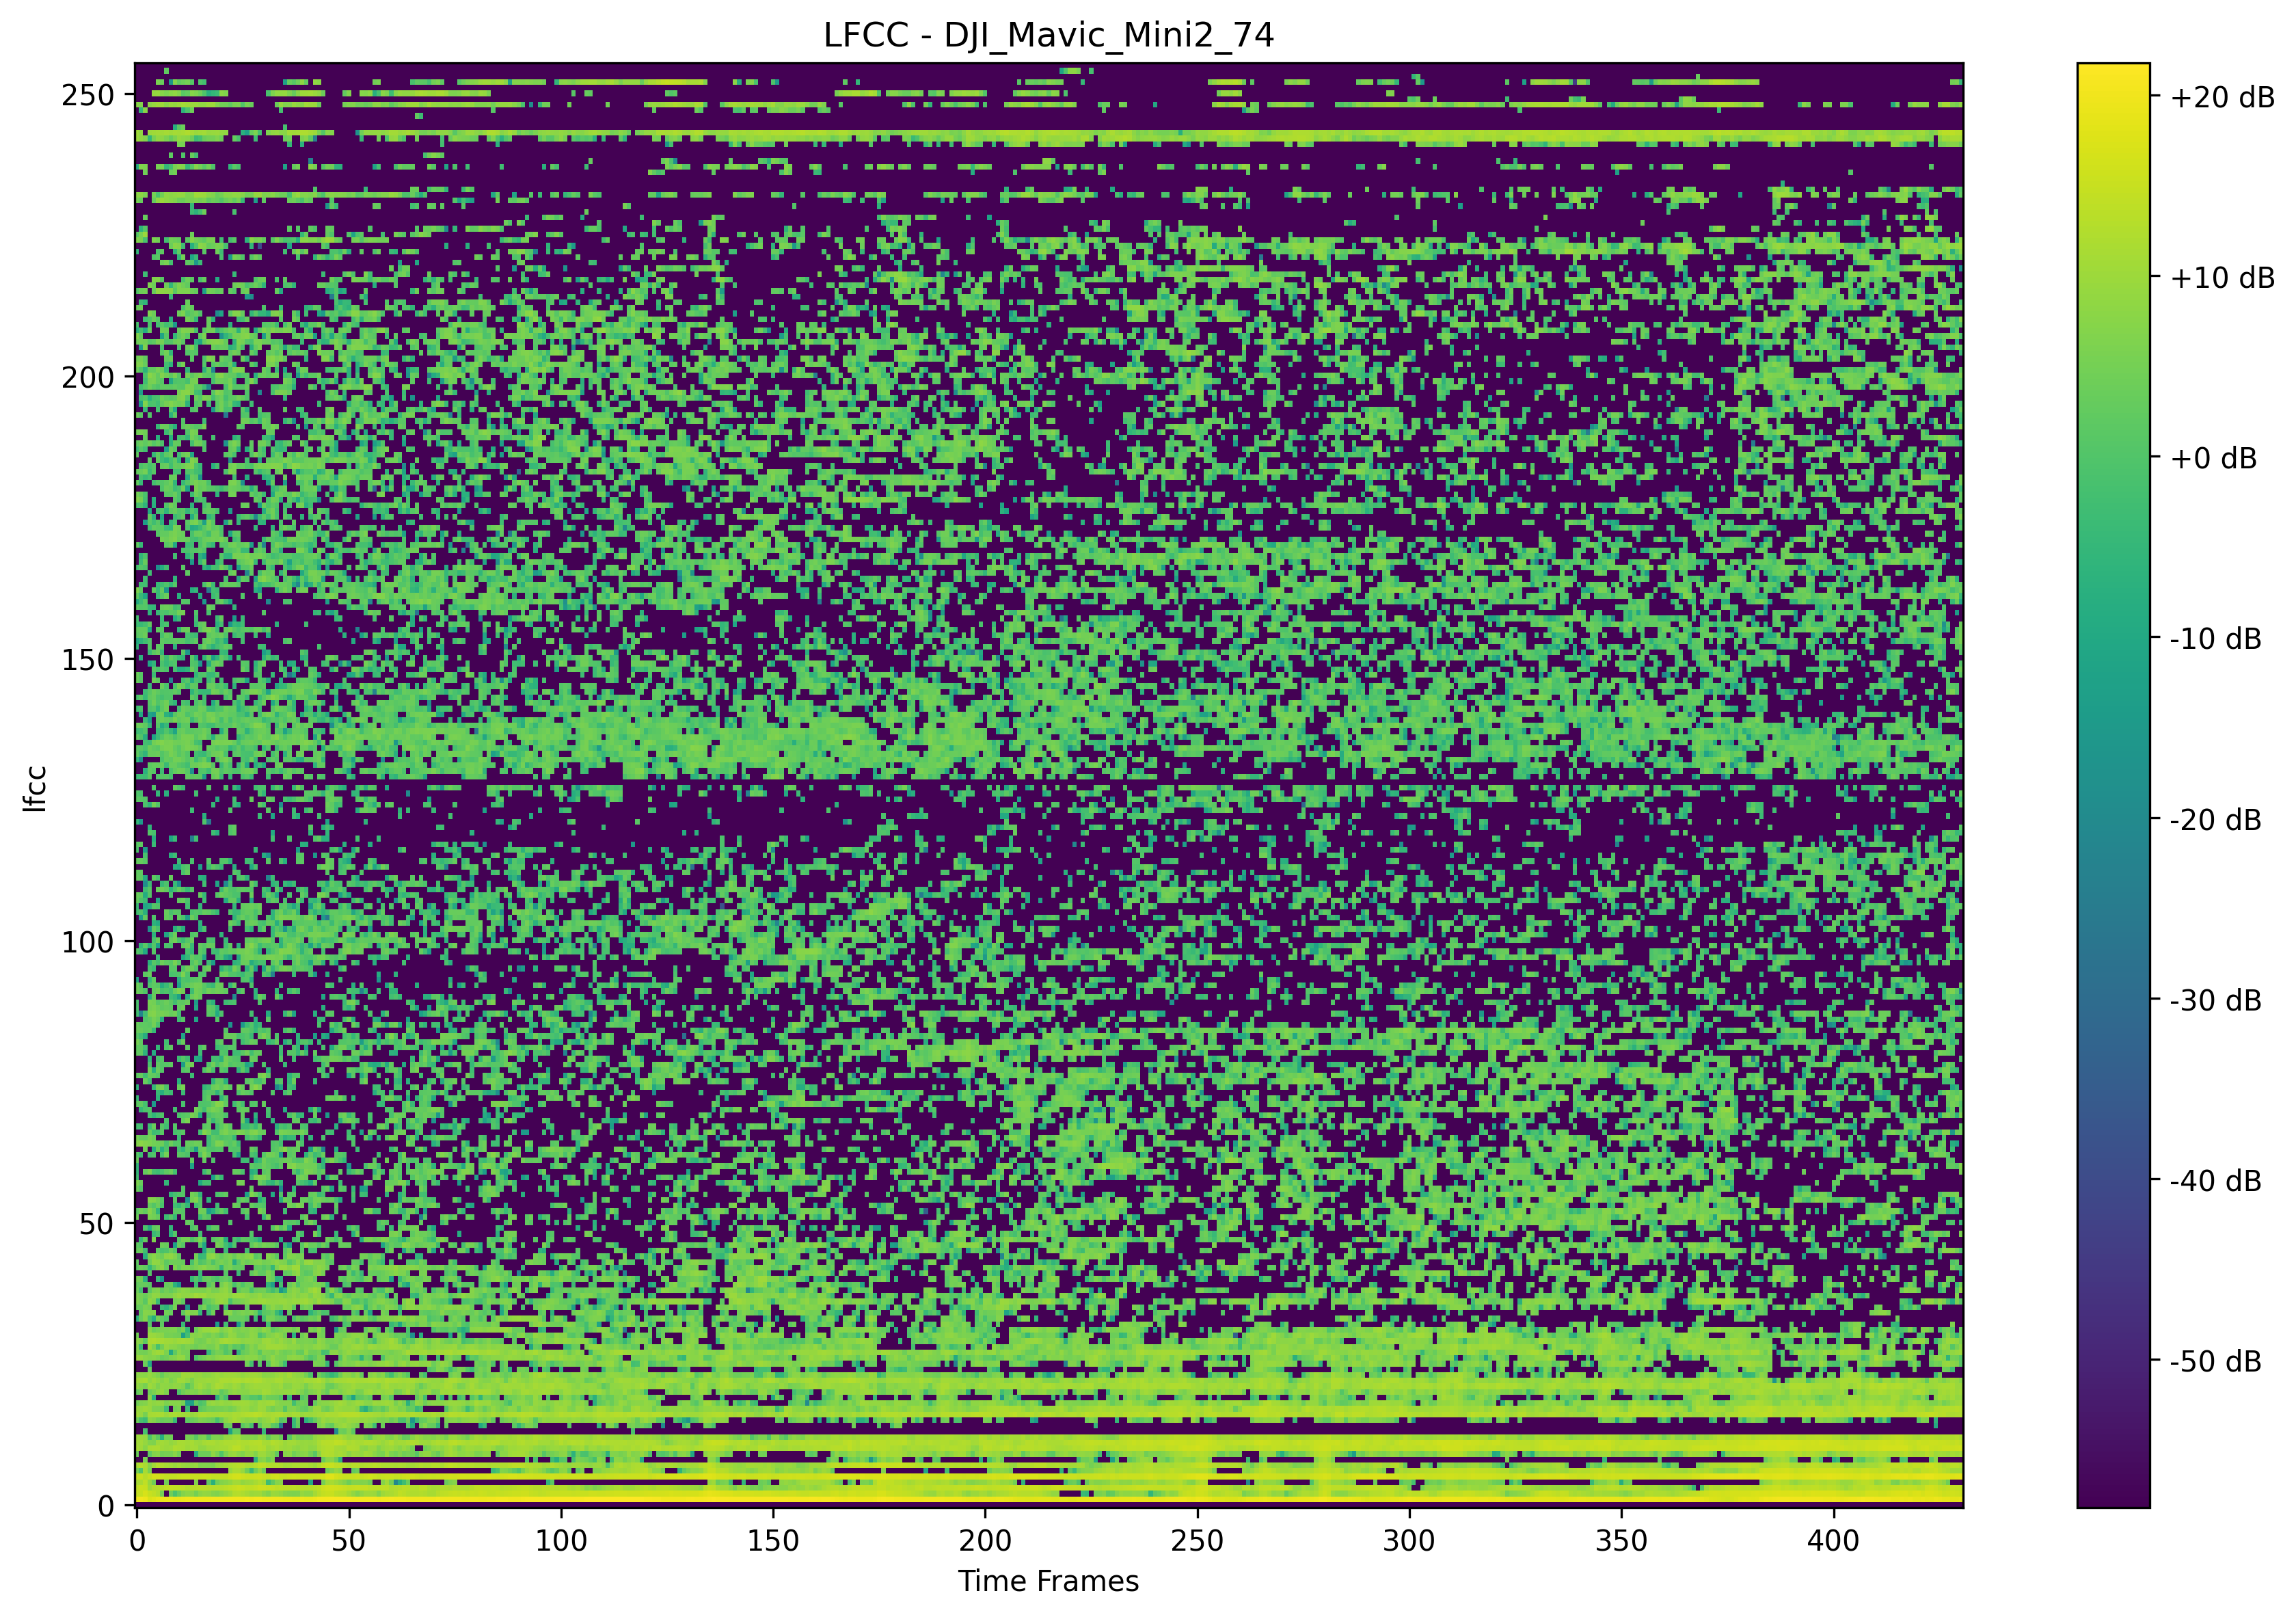 LFCC - DJI_Mavic_Mini2_74
250
200
150
100
50
0
lfcc
0 50 100 150 200 250 300 350 400
Time Frames
+20 dB
+10 dB
+0 dB
-10 dB
-20 dB
-30 dB
-40 dB
-50 dB